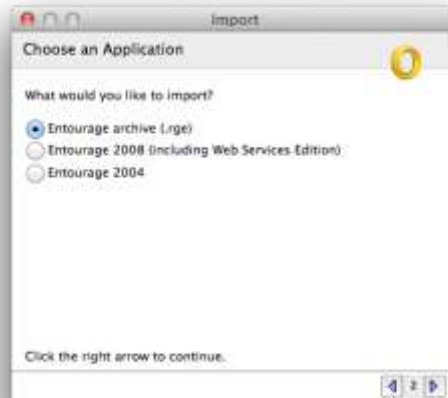 Import
Choose an Application
What would you like to import?
Entourage archive (.rge)
Entourage 2008 (Including Web Services Edition)
Entourage 2004
Click the right arrow to continue.
2